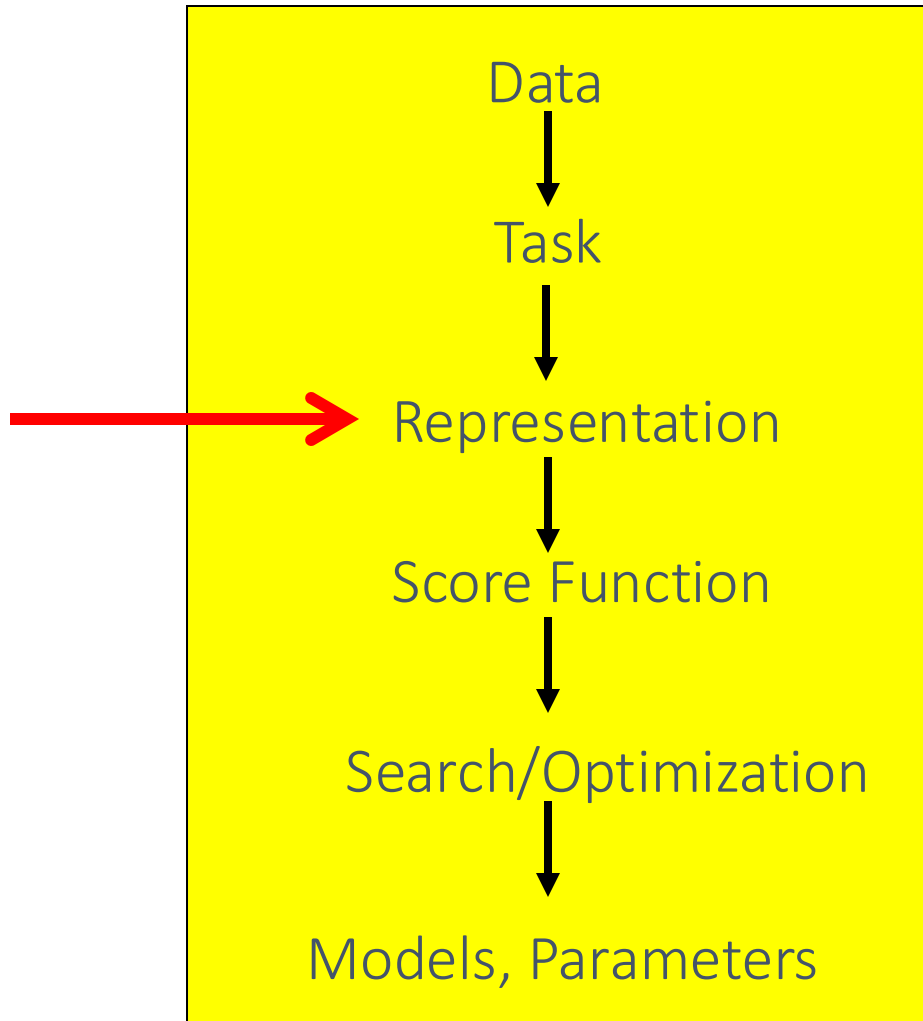 Data
Task
Representation
Score Function
Search/Optimization
Models, Parameters